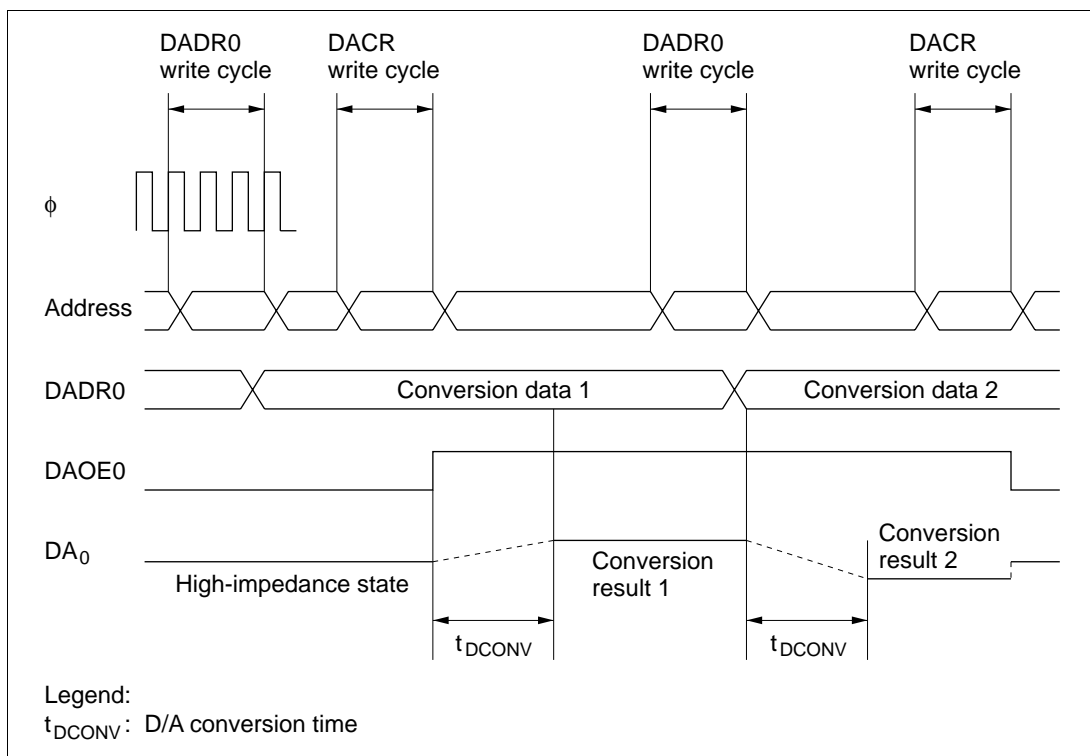 DADR0
write cycle
DACR
write cycle
DADR0
write cycle
DACR
write cycle
ϕ
Address
DADR0
Conversion data 1
Conversion data 2
DAOE0
DA0
High-impedance state
Conversion
result 1
Conversion
result 2
tDCONV
tDCONV
Legend:
tDCONV: D/A conversion time